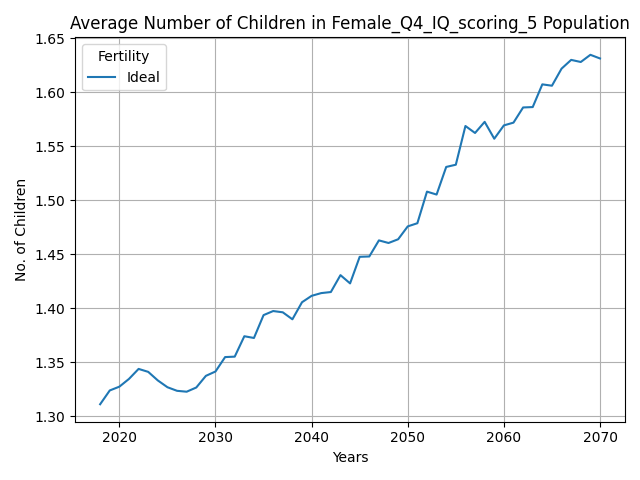 Average Number of Children in Female_Q4_IQ_scoring_5 Population
Fertility
Ideal
No. of Children
1.65
1.60
1.55
1.50
1.45
1.40
1.35
1.30
2020 2030 2040 2050 2060 2070
Years